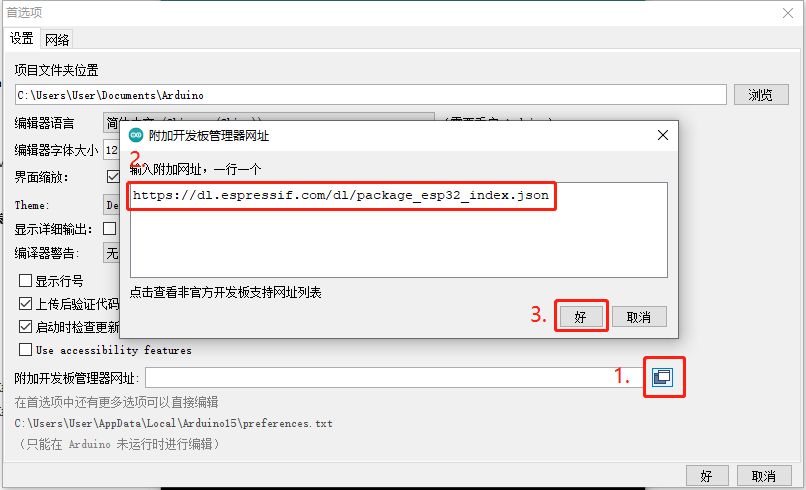 首选项
设置 网络
项目文件夹位置
C:\Users\User\Documents\Arduino 浏览
编辑器语言
编辑器字体大小 12
界面缩放：
Theme: De
显示详细输出：
编译器警告: 无
显示行号
上传后验证代码
启动时检查更新
Use accessibility features
附加开发板管理器网址:
1.
在首选项中还有更多选项可以直接编辑
C:\Users\User\AppData\Local\Arduino15\preferences.txt
（只能在 Arduino 未运行时进行编辑）
好 取消
附加开发板管理器网址
2.
输入附加网址，一行一个
https://dl.espressif.com/dl/package_esp32_index.json
点击查看非官方开发板支持网址列表
3. 好 取消